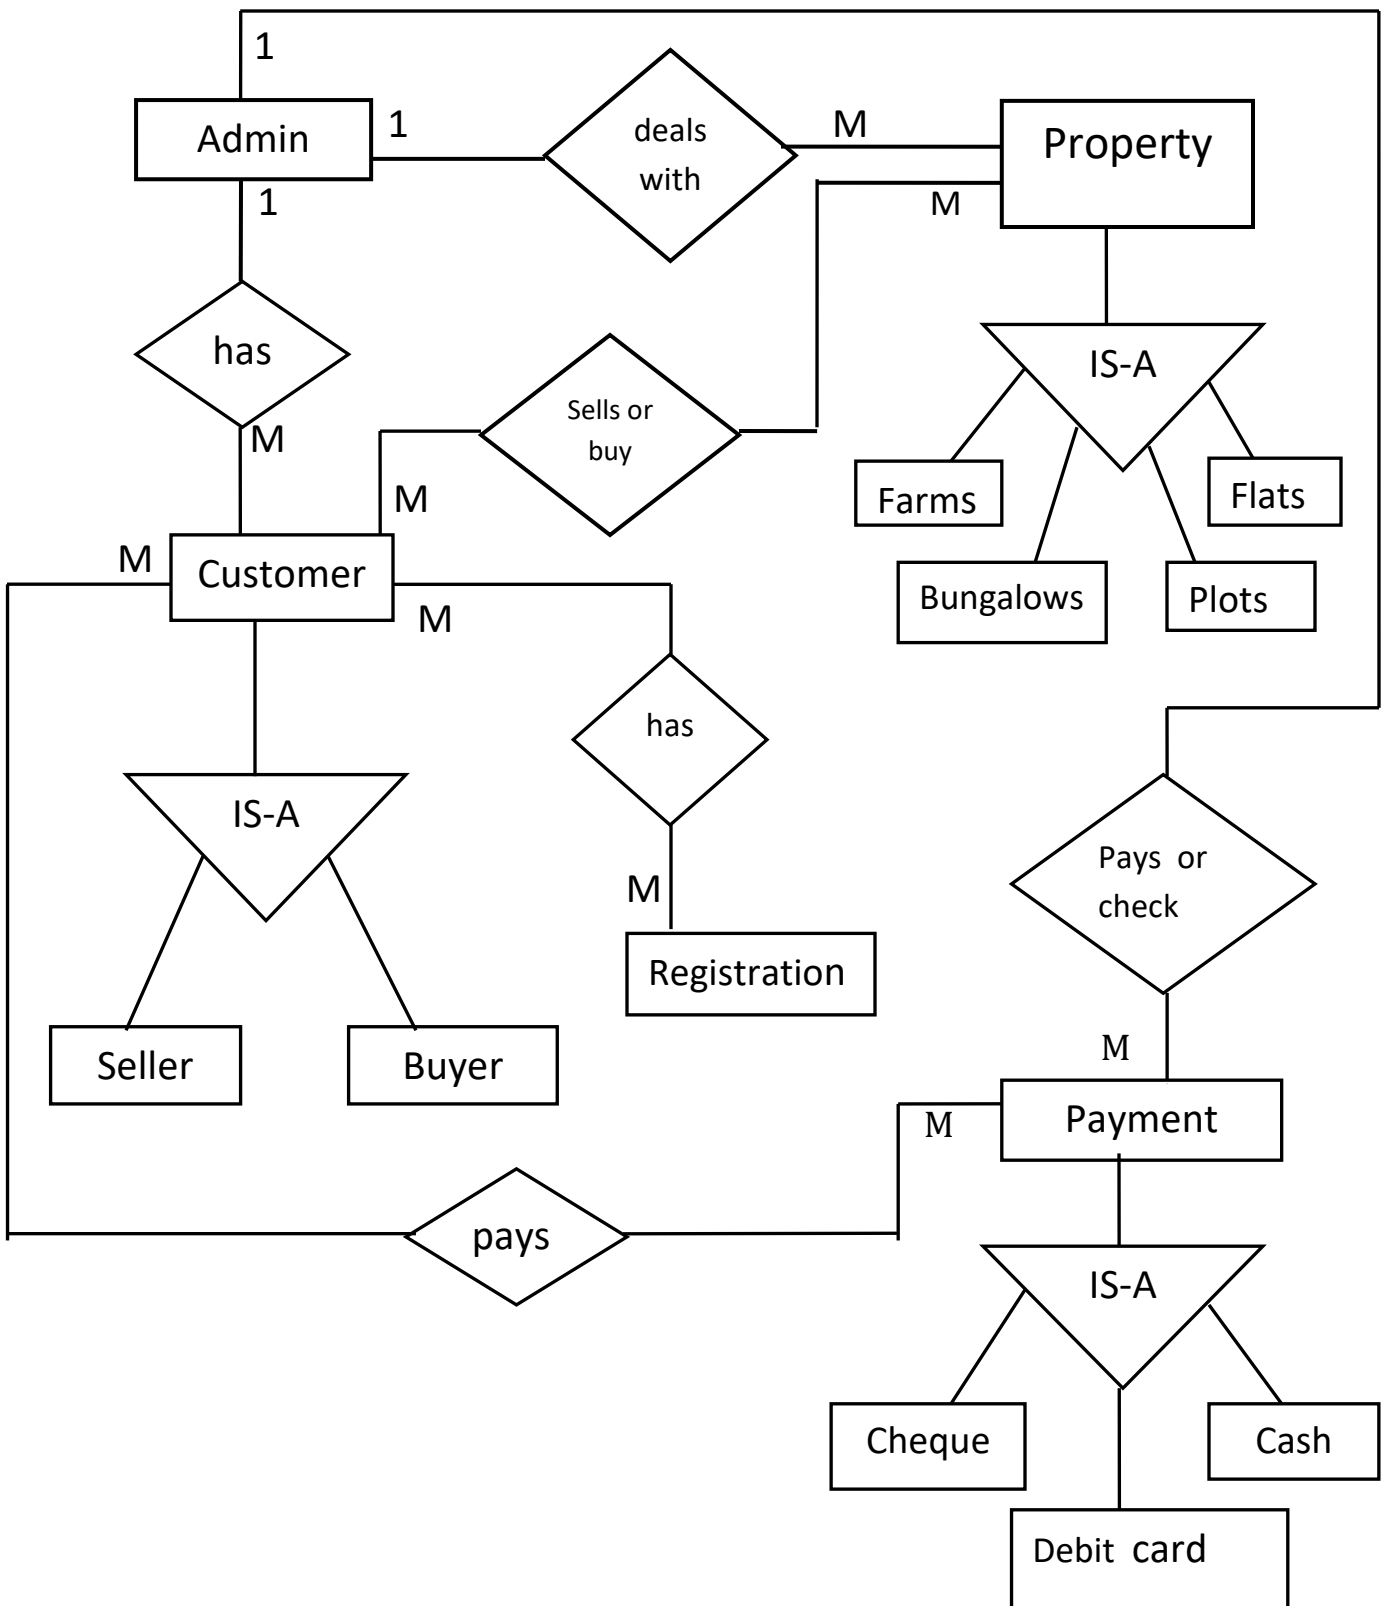 1
Admin
1
deals
with
M
Property
M
1
has
M
Sells or
buy
M
IS-A
Farms
Flats
Bungalows
Plots
M
Customer
M
has
IS-A
M
Registration
Pays or
check
Seller
Buyer
M
Payment
M
pays
IS-A
Cheque
Cash
Debit card